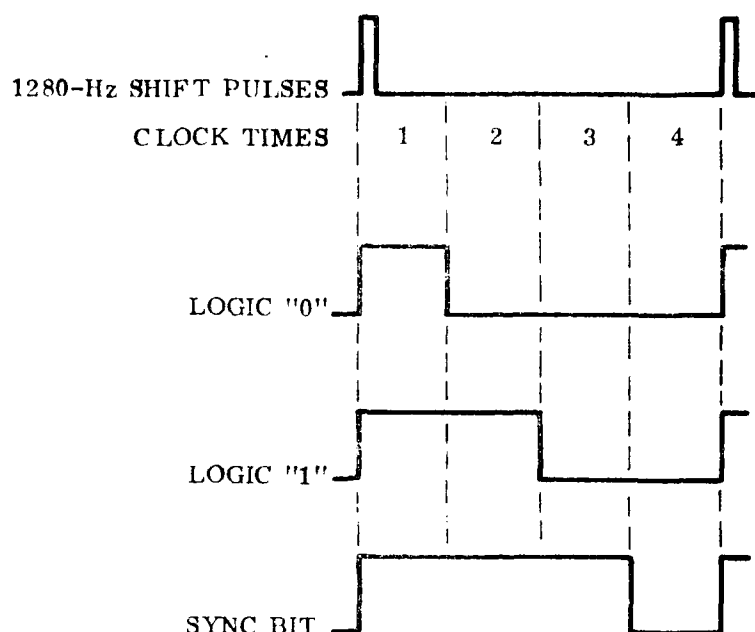 1280-Hz SHIFT PULSES
CLOCK TIMES 1 2 3 4
LOGIC "0"
LOGIC "1"
SYNC BIT